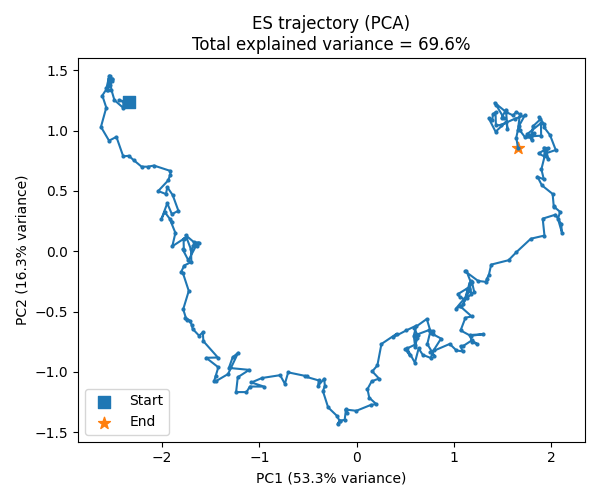 ES trajectory (PCA)
Total explained variance = 69.6%
1.5
1.0
0.5
0.0
−0.5
−1.0
−1.5
PC2 (16.3% variance)
Start
End
−2
−1
0
1
2
PC1 (53.3% variance)